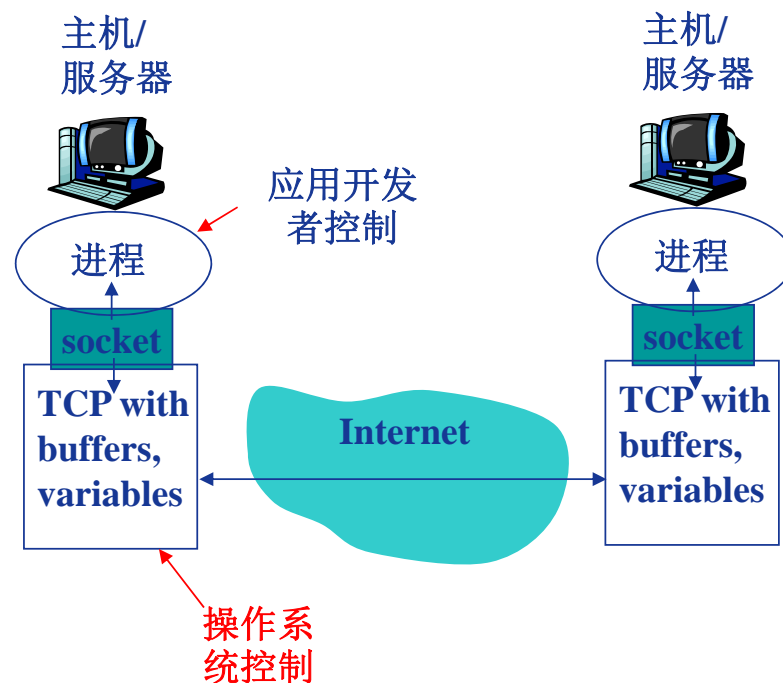 主机/
服务器
主机/
服务器
应用开发
者控制
进程
进程
socket
socket
TCP with
buffers,
variables
Internet
TCP with
buffers,
variables
操作系
统控制